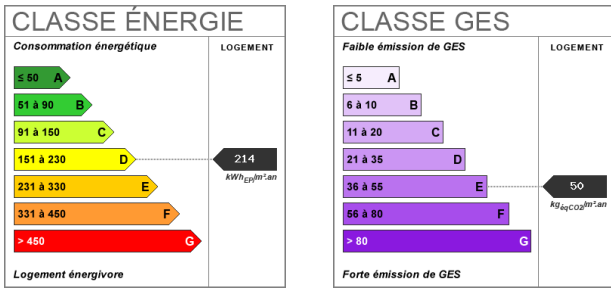 CLASSE ÉNERGIE
Consommation énergétique
LOGEMENT
≤ 50 A
51 à 90 B
91 à 150 C
151 à 230 D
214
kWhEP/m².an
231 à 330 E
331 à 450 F
> 450 G
Logement énergivore
CLASSE GES
Faible émission de GES
LOGEMENT
≤ 5 A
6 à 10 B
11 à 20 C
21 à 35 D
36 à 55 E
50
kgéqCO2/m².an
56 à 80 F
> 80 G
Forte émission de GES